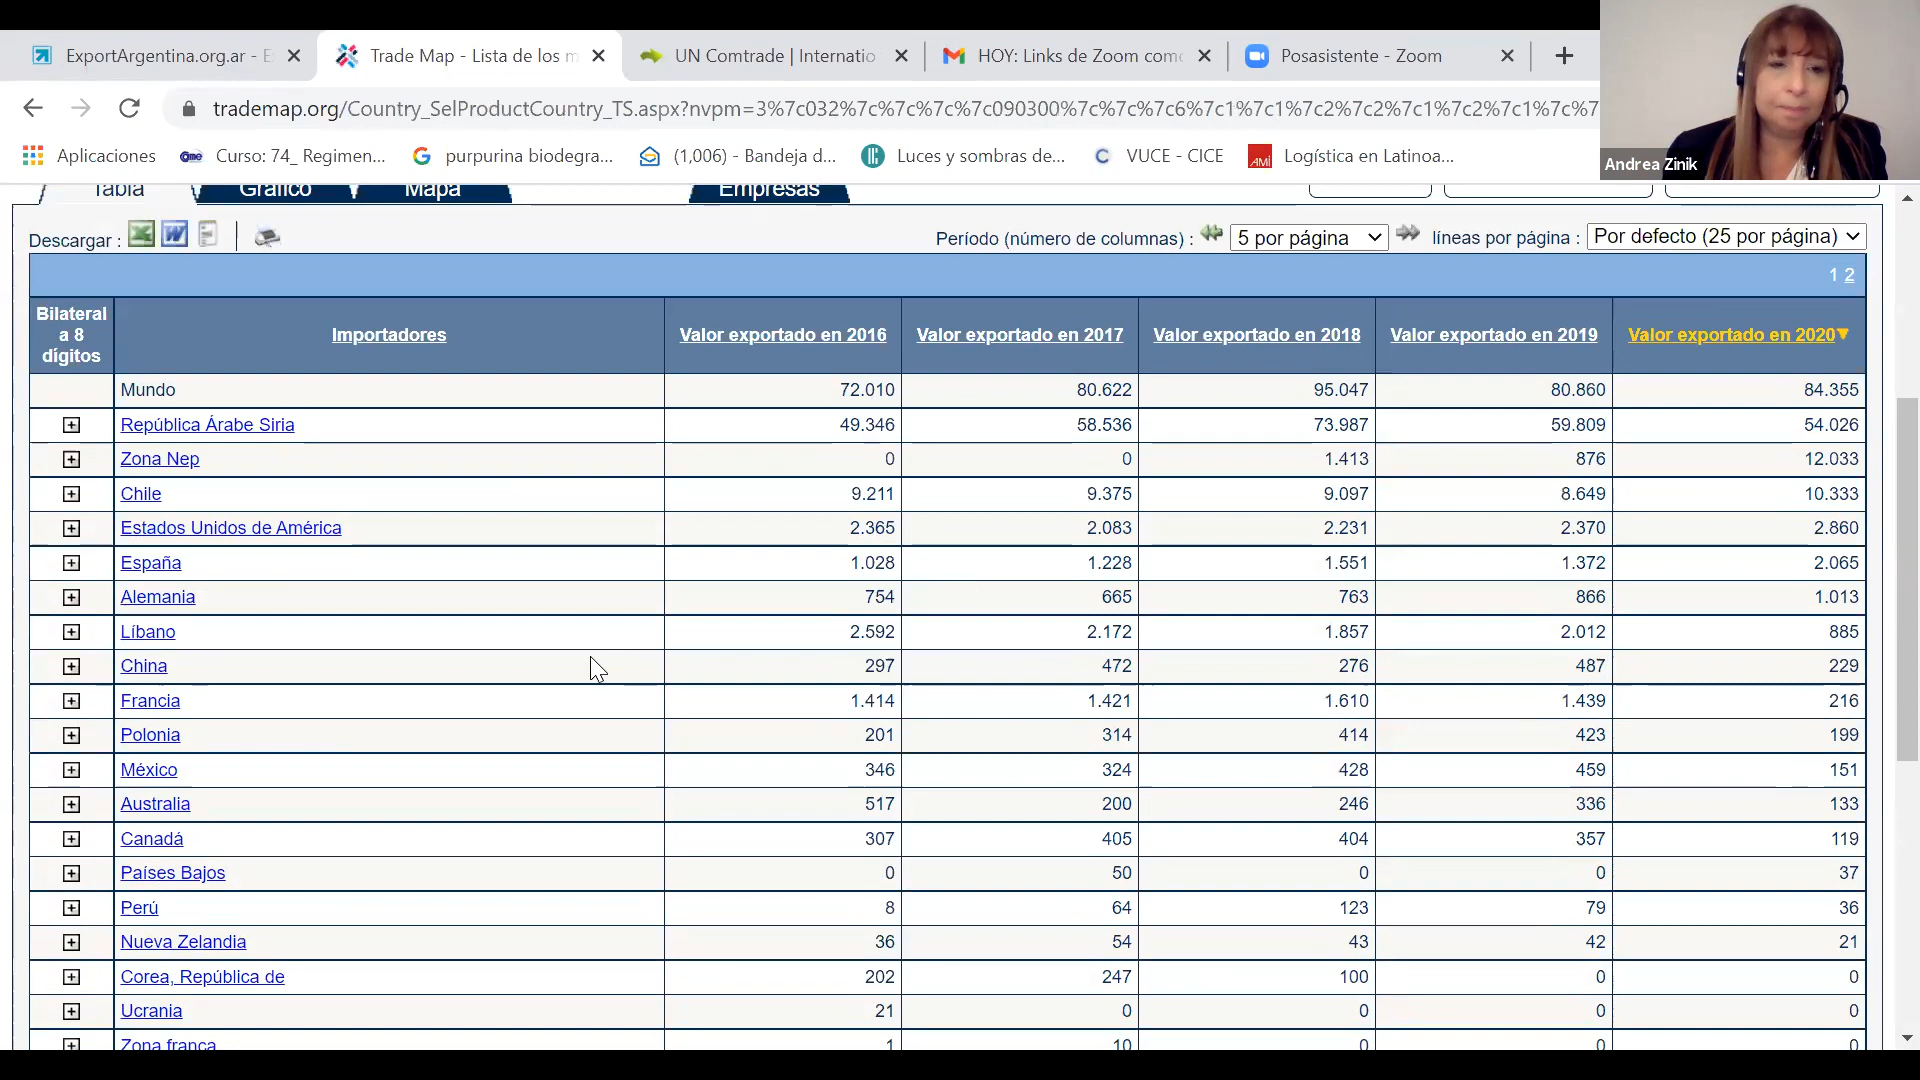 ExportArgentina.org.ar - E
Trade Map - Lista de los m
UN Comtrade | Internatio
HOY: Links de Zoom como
Posasistente - Zoom
trademap.org/Country_SelProductCountry_TS.aspx?nvpm=3%7c032%7c%7c%7c%7c090300%7c%7c%7c6%7c1%7c1%7c2%7c2%7c1%7c2%7c1%7c%7
Aplicaciones
Curso: 74_ Regimen...
purpurina biodegra...
(1,006) - Bandeja d...
Luces y sombras de...
VUCE - CICE
Logística en Latinoa...
Andrea Zinik
Tabla Gráfico Mapa Empresas
Descargar : Período (número de columnas) : 5 por página líneas por página : Por defecto (25 por página)
1 2
Bilateral a 8 dígitos Importadores Valor exportado en 2016 Valor exportado en 2017 Valor exportado en 2018 Valor exportado en 2019 Valor exportado en 2020▼
Mundo 72.010 80.622 95.047 80.860 84.355
República Árabe Siria 49.346 58.536 73.987 59.809 54.026
Zona Nep 0 0 1.413 876 12.033
Chile 9.211 9.375 9.097 8.649 10.333
Estados Unidos de América 2.365 2.083 2.231 2.370 2.860
España 1.028 1.228 1.551 1.372 2.065
Alemania 754 665 763 866 1.013
Líbano 2.592 2.172 1.857 2.012 885
China 297 472 276 487 229
Francia 1.414 1.421 1.610 1.439 216
Polonia 201 314 414 423 199
México 346 324 428 459 151
Australia 517 200 246 336 133
Canadá 307 405 404 357 119
Países Bajos 0 50 0 0 37
Perú 8 64 123 79 36
Nueva Zelandia 36 54 43 42 21
Corea, República de 202 247 100 0 0
Ucrania 21 0 0 0 0
Zona franca 1 10 0 0 0